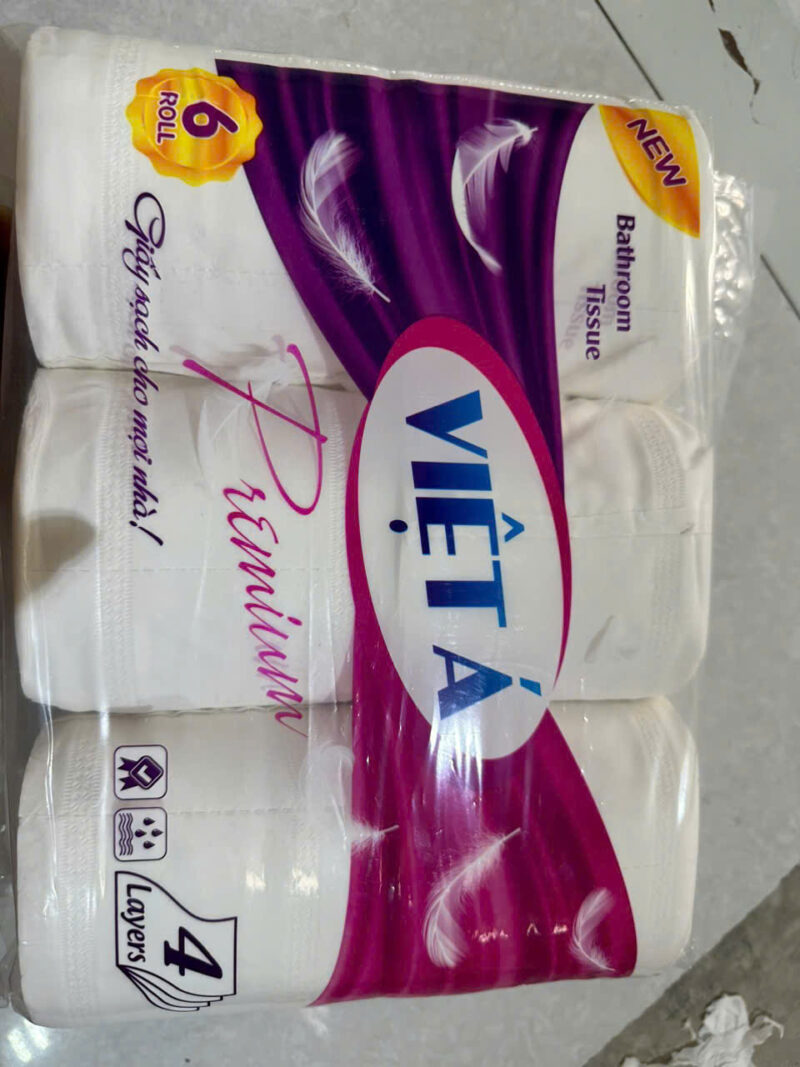 NEW
Bathroom
Tissue
VIỆT Á
Premium
6
ROLL
Giấy sạch cho mọi nhà!
4
Layers